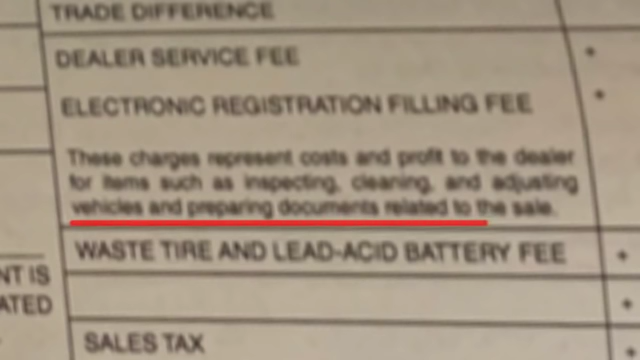 TRADE DIFFERENCE
DEALER SERVICE FEE
ELECTRONIC REGISTRATION FILLING FEE
These charges represent costs and profit to the dealer
for items such as inspecting, cleaning, and adjusting
vehicles and preparing documents related to the sale.
WASTE TIRE AND LEAD-ACID BATTERY FEE
NT IS
ATED
SALES TAX